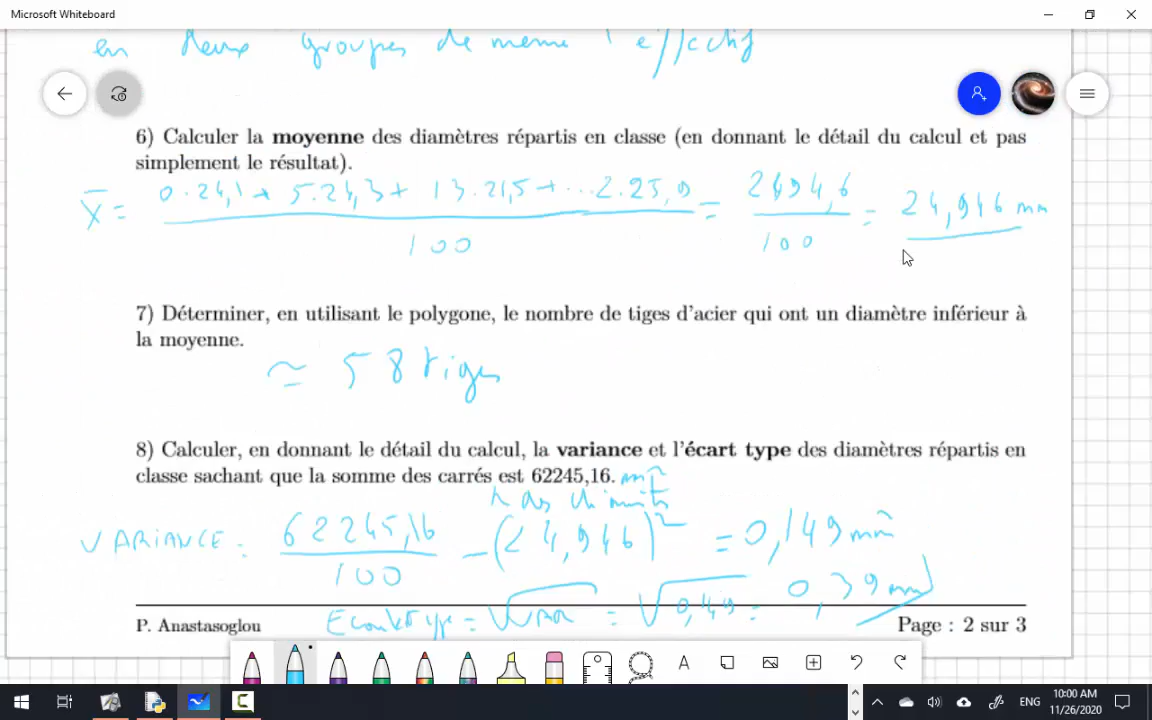 Microsoft Whiteboard
en deux groupes de meme l'effectif
6) Calculer la moyenne des diamètres répartis en classe (en donnant le détail du calcul et pas
simplement le résultat).
X̄ = 0.24,1 + 5.24,3 + 13.21,5 + ... 2.25,9 / 100 = 2494,6 / 100 = 24,946 mm
7) Déterminer, en utilisant le polygone, le nombre de tiges d'acier qui ont un diamètre inférieur à
la moyenne.
≃ 58 tiges
8) Calculer, en donnant le détail du calcul, la variance et l'écart type des diamètres répartis en
classe sachant que la somme des carrés est 62245,16. mm²
VARIANCE = 62245,16 / 100 - (24,946)² = 0,149 mm²
Ecart type = √VAR = √0,149 = 0,39 mm
P. Anastasoglou
Page : 2 sur 3
A
ENG
10:00 AM
11/26/2020